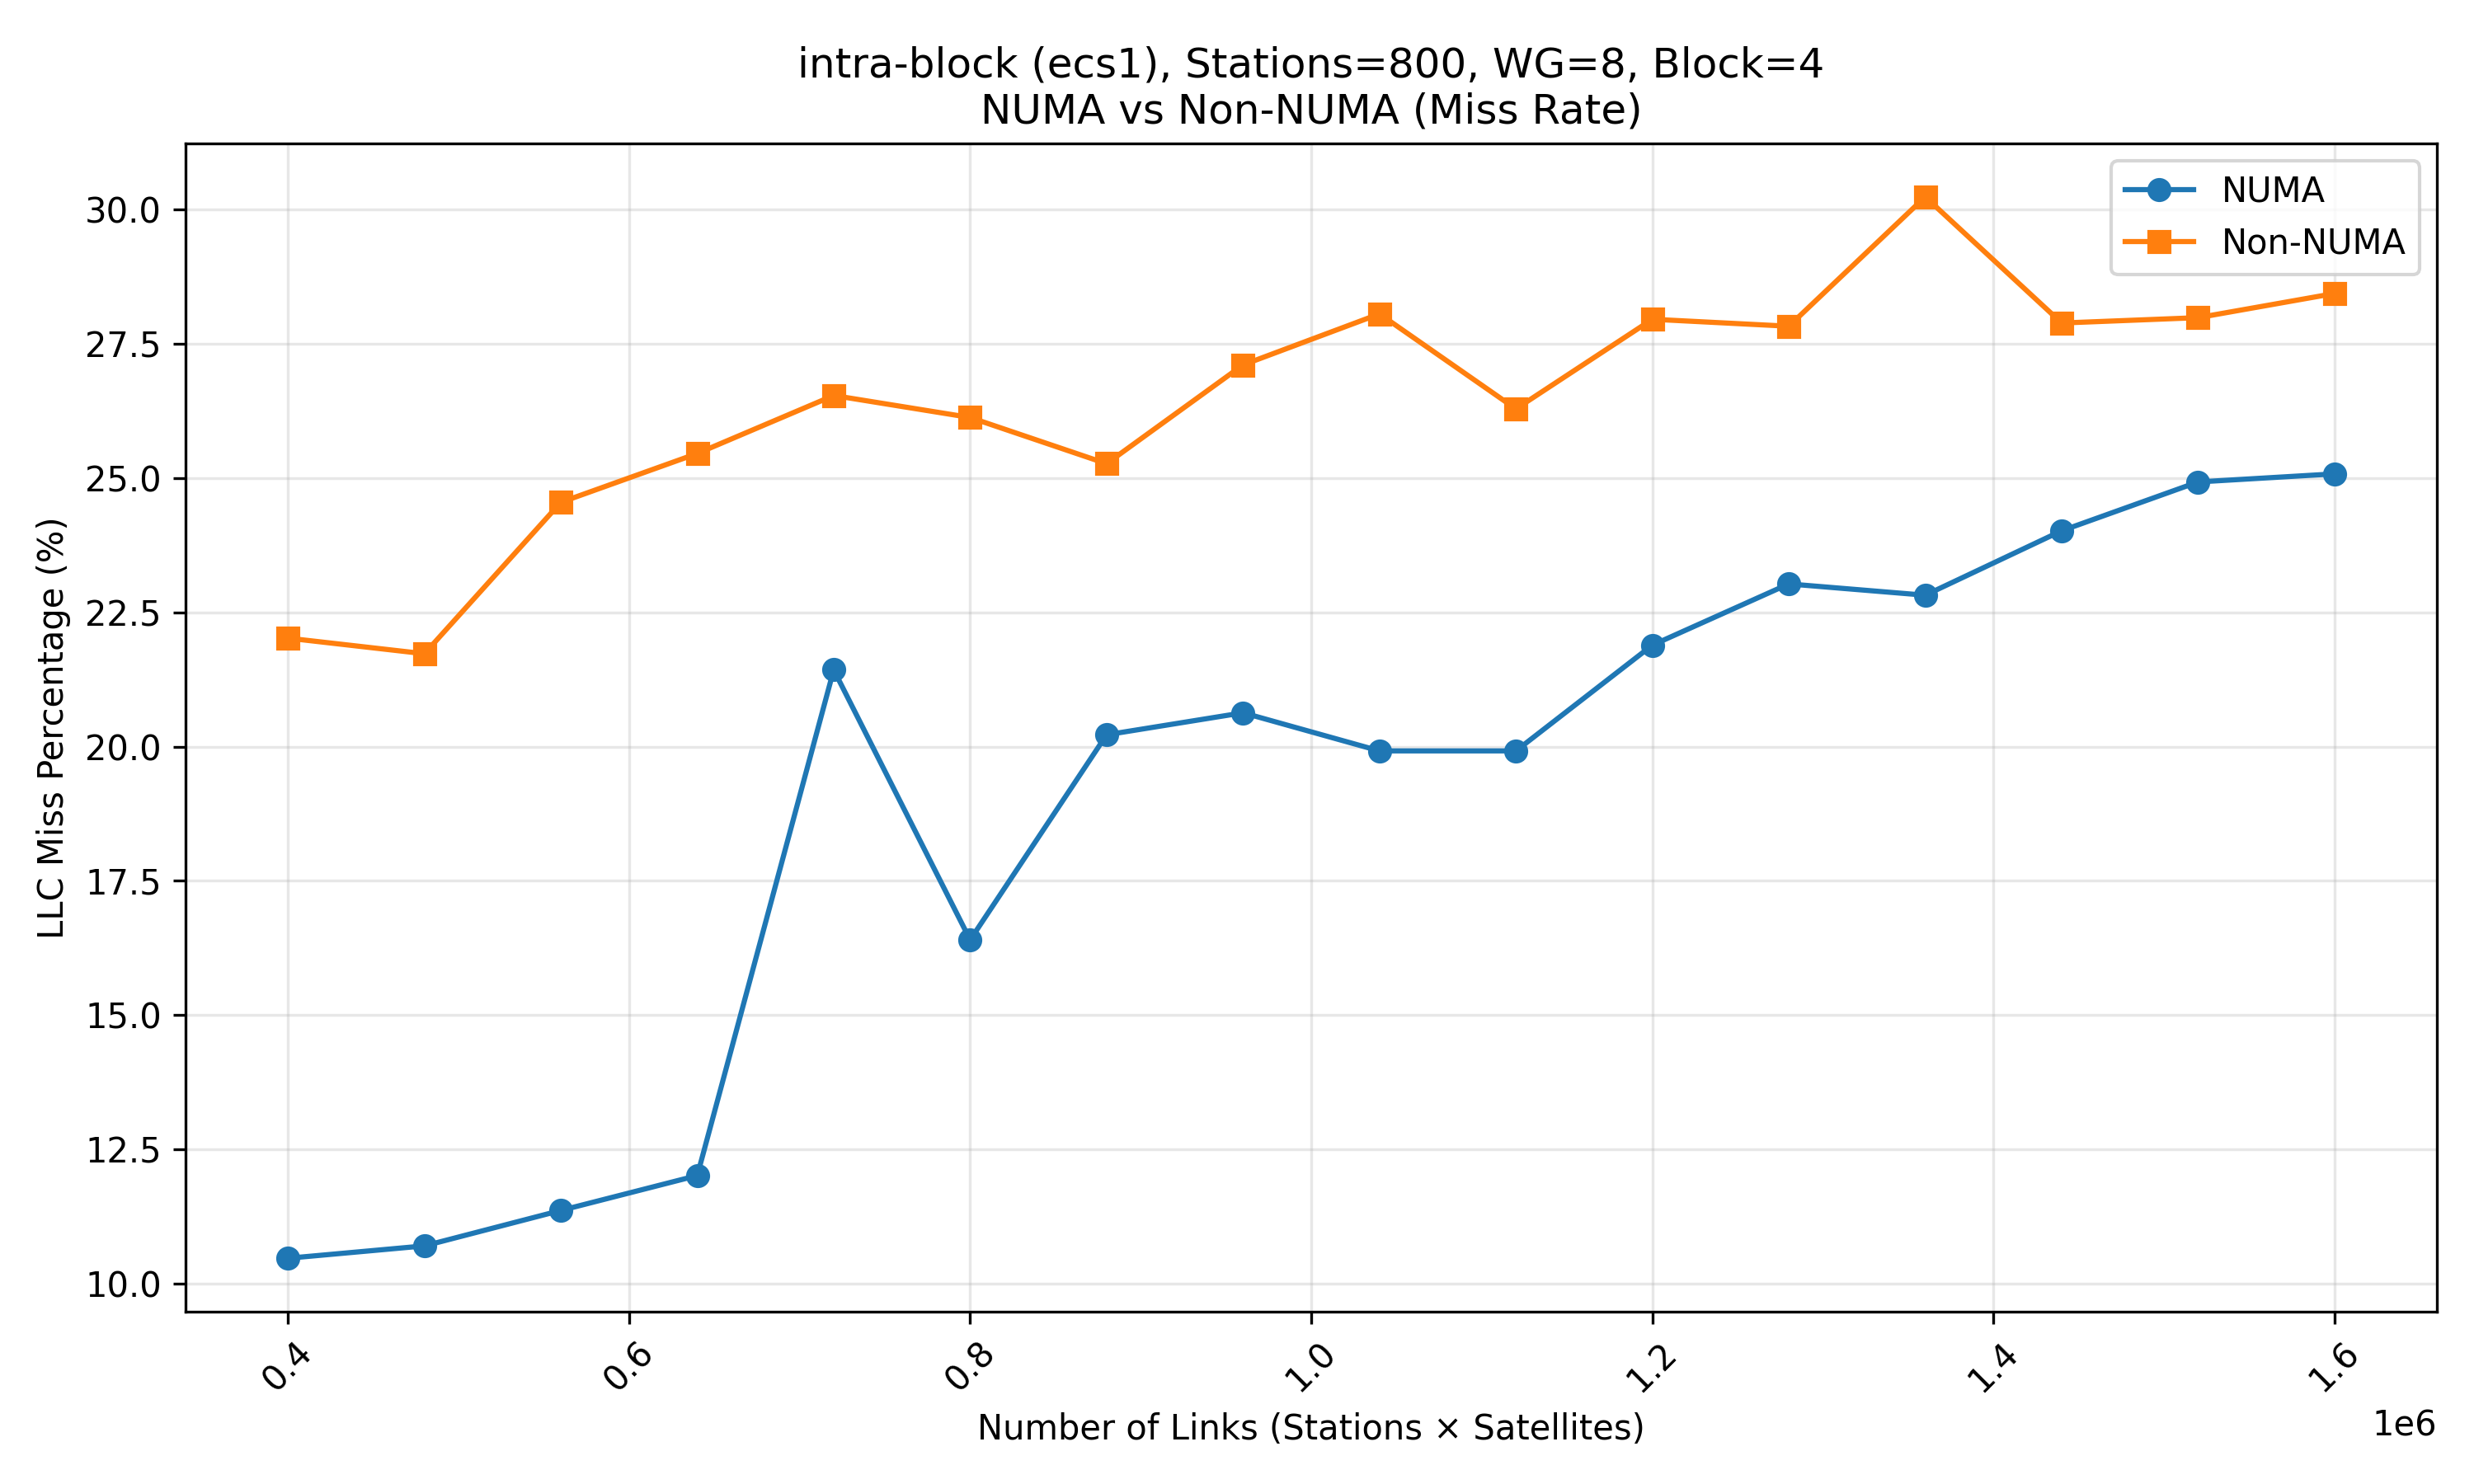 intra-block (ecs1), Stations=800, WG=8, Block=4
NUMA vs Non-NUMA (Miss Rate)
NUMA
Non-NUMA
LLC Miss Percentage (%)
30.0
27.5
25.0
22.5
20.0
17.5
15.0
12.5
10.0
0.4
0.6
0.8
1.0
1.2
1.4
1.6
1e6
Number of Links (Stations × Satellites)